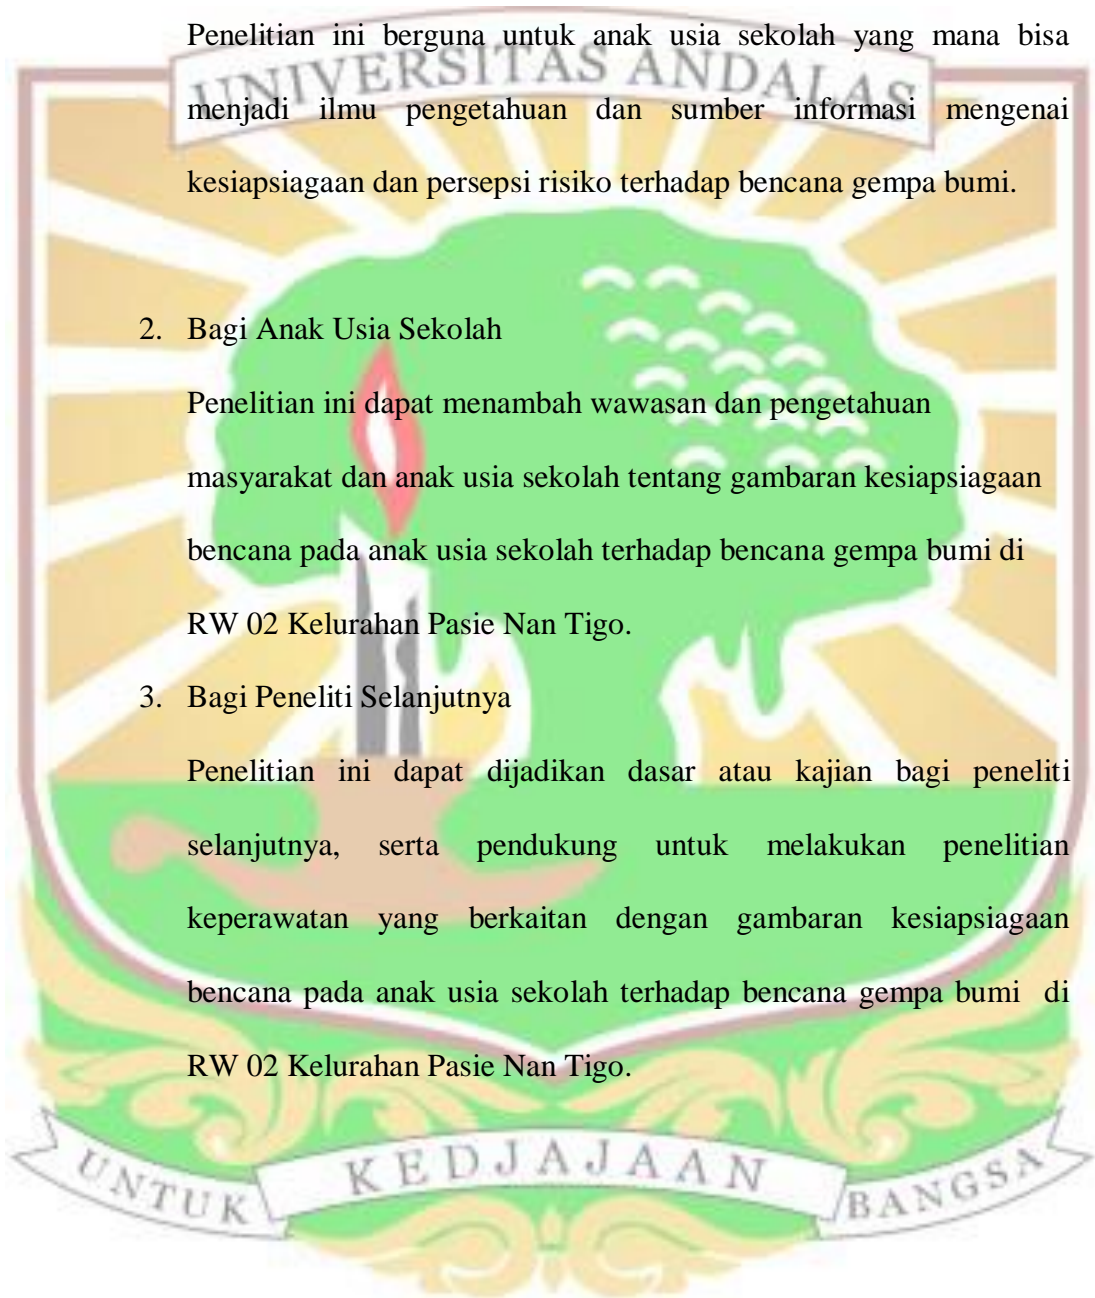 Penelitian ini berguna untuk anak usia sekolah yang mana bisa
UNIVERSITAS ANDALAS
menjadi ilmu pengetahuan dan sumber informasi mengenai
kesiapsiagaan dan persepsi risiko terhadap bencana gempa bumi.
2. Bagi Anak Usia Sekolah
Penelitian ini dapat menambah wawasan dan pengetahuan
masyarakat dan anak usia sekolah tentang gambaran kesiapsiagaan
bencana pada anak usia sekolah terhadap bencana gempa bumi di
RW 02 Kelurahan Pasie Nan Tigo.
3. Bagi Peneliti Selanjutnya
Penelitian ini dapat dijadikan dasar atau kajian bagi peneliti
selanjutnya, serta pendukung untuk melakukan penelitian
keperawatan yang berkaitan dengan gambaran kesiapsiagaan
bencana pada anak usia sekolah terhadap bencana gempa bumi di
RW 02 Kelurahan Pasie Nan Tigo.
UNTUK KEDJAJAAN BANGSA